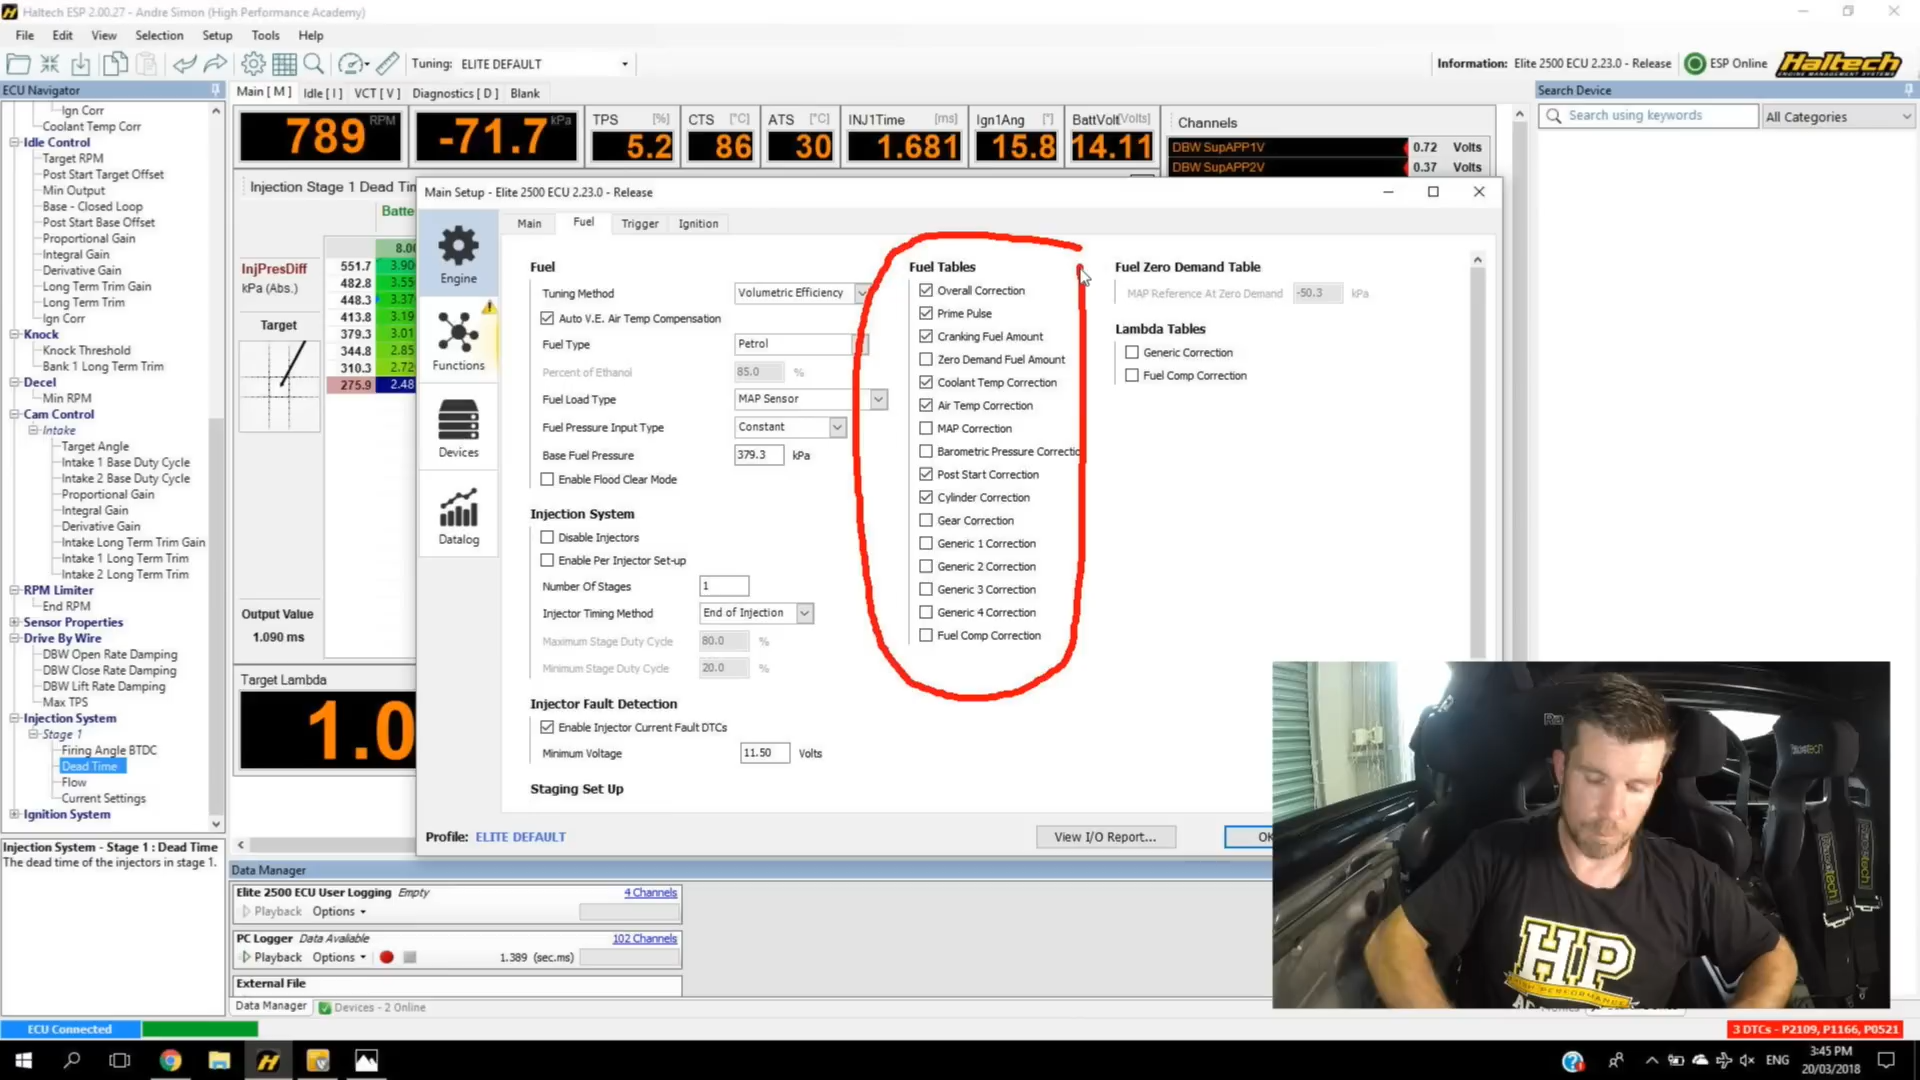 Haltech ESP 2.00.27 - Andre Simon (High Performance Academy)
File Edit View Selection Setup Tools Help
Tuning: ELITE DEFAULT
Information: Elite 2500 ECU 2.23.0 - Release ESP Online Haltech
ENGINE MANAGEMENT SYSTEMS
ECU Navigator
Ign Corr
Coolant Temp Corr
Idle Control
Target RPM
Post Start Target Offset
Min Output
Base - Closed Loop
Post Start Base Offset
Proportional Gain
Integral Gain
Derivative Gain
Long Term Trim Gain
Long Term Trim
Ign Corr
Knock
Knock Threshold
Bank 1 Long Term Trim
Decel
Min RPM
Cam Control
Intake
Target Angle
Intake 1 Base Duty Cycle
Intake 2 Base Duty Cycle
Proportional Gain
Integral Gain
Derivative Gain
Intake Long Term Trim Gain
Intake 1 Long Term Trim
Intake 2 Long Term Trim
RPM Limiter
End RPM
Sensor Properties
Drive By Wire
DBW Open Rate Damping
DBW Close Rate Damping
DBW Lift Rate Damping
Max TPS
Injection System
Stage 1
Firing Angle BTDC
Dead Time
Flow
Current Settings
Ignition System
Injection System - Stage 1 : Dead Time
The dead time of the injectors in stage 1.
Main [ M ] Idle [ I ] VCT [ V ] Diagnostics [ D ] Blank
789 RPM
-71.7 kPa
TPS [%] 5.2
CTS [°C] 86
ATS [°C] 30
INJ1Time [ms] 1.681
Ign1Ang [°] 15.8
BattVolt [Volts] 14.11
Channels
DBW SupAPP1V 0.72 Volts
DBW SupAPP2V 0.37 Volts
Search Device
Search using keywords All Categories
Injection Stage 1 Dead Tim
Batte
8.00
InjPresDiff
kPa (Abs.)
551.7 3.90
482.8 3.55
448.3 3.37
413.8 3.19
379.3 3.01
344.8 2.85
310.3 2.72
275.9 2.48
Target
Output Value
1.090 ms
Target Lambda
1.0
Main Setup - Elite 2500 ECU 2.23.0 - Release
Engine
Functions
Devices
Datalog
Main Fuel Trigger Ignition
Fuel
Tuning Method Volumetric Efficiency
Auto V.E. Air Temp Compensation
Fuel Type Petrol
Percent of Ethanol 85.0 %
Fuel Load Type MAP Sensor
Fuel Pressure Input Type Constant
Base Fuel Pressure 379.3 kPa
Enable Flood Clear Mode
Injection System
Disable Injectors
Enable Per Injector Set-up
Number Of Stages 1
Injector Timing Method End of Injection
Maximum Stage Duty Cycle 80.0 %
Minimum Stage Duty Cycle 20.0 %
Injector Fault Detection
Enable Injector Current Fault DTCs
Minimum Voltage 11.50 Volts
Staging Set Up
Fuel Tables
Overall Correction
Prime Pulse
Cranking Fuel Amount
Zero Demand Fuel Amount
Coolant Temp Correction
Air Temp Correction
MAP Correction
Barometric Pressure Correctio
Post Start Correction
Cylinder Correction
Gear Correction
Generic 1 Correction
Generic 2 Correction
Generic 3 Correction
Generic 4 Correction
Fuel Comp Correction
Fuel Zero Demand Table
MAP Reference At Zero Demand -50.3 kPa
Lambda Tables
Generic Correction
Fuel Comp Correction
Profile: ELITE DEFAULT
View I/O Report... OK
Data Manager
Elite 2500 ECU User Logging Empty 4 Channels
Playback Options
PC Logger Data Available 102 Channels
Playback Options 1.389 (sec.ms)
External File
Data Manager Devices - 2 Online
ECU Connected
3 DTCs - P2109, P1166, P0521
HP
ENG
3:45 PM
20/03/2018